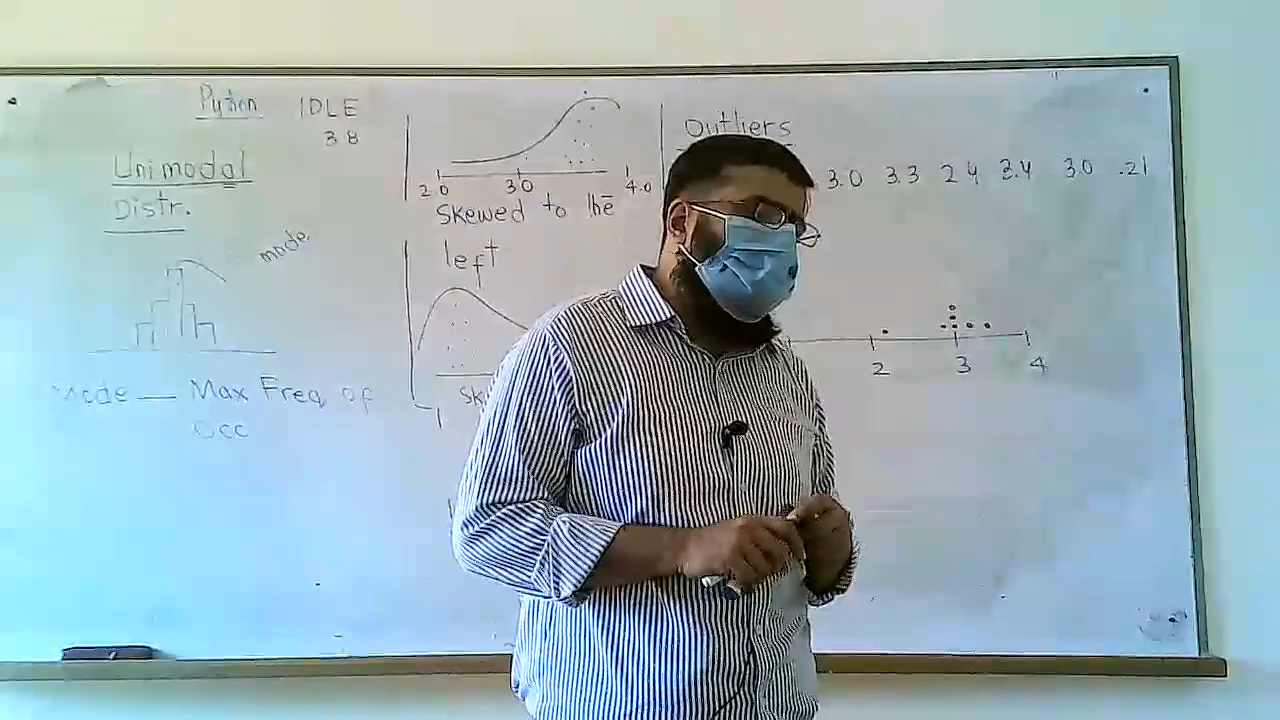 Python IDLE
3.8
Unimodal
Distr.
mode
Mode — Max Freq of
Occ
2.0 3.0 4.0
Skewed to the
left
Sk
Outliers
3.0 3.3 2.4 3.4 3.0 .21
2 3 4